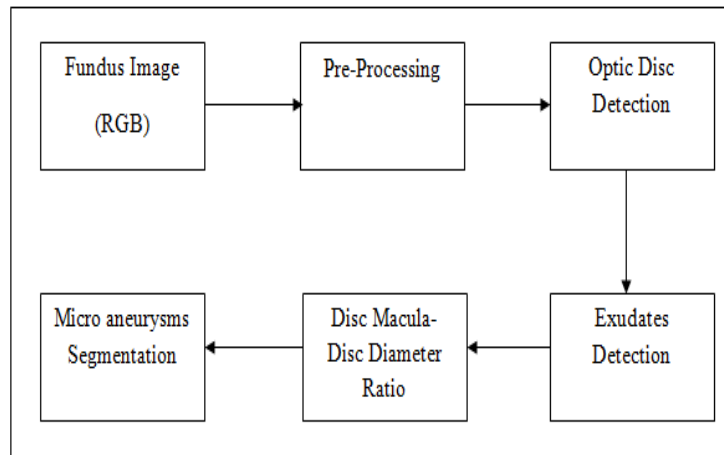 Fundus Image
(RGB)
Pre-Processing
Optic Disc
Detection
Exudates
Detection
Disc Macula-
Disc Diameter
Ratio
Micro aneurysms
Segmentation